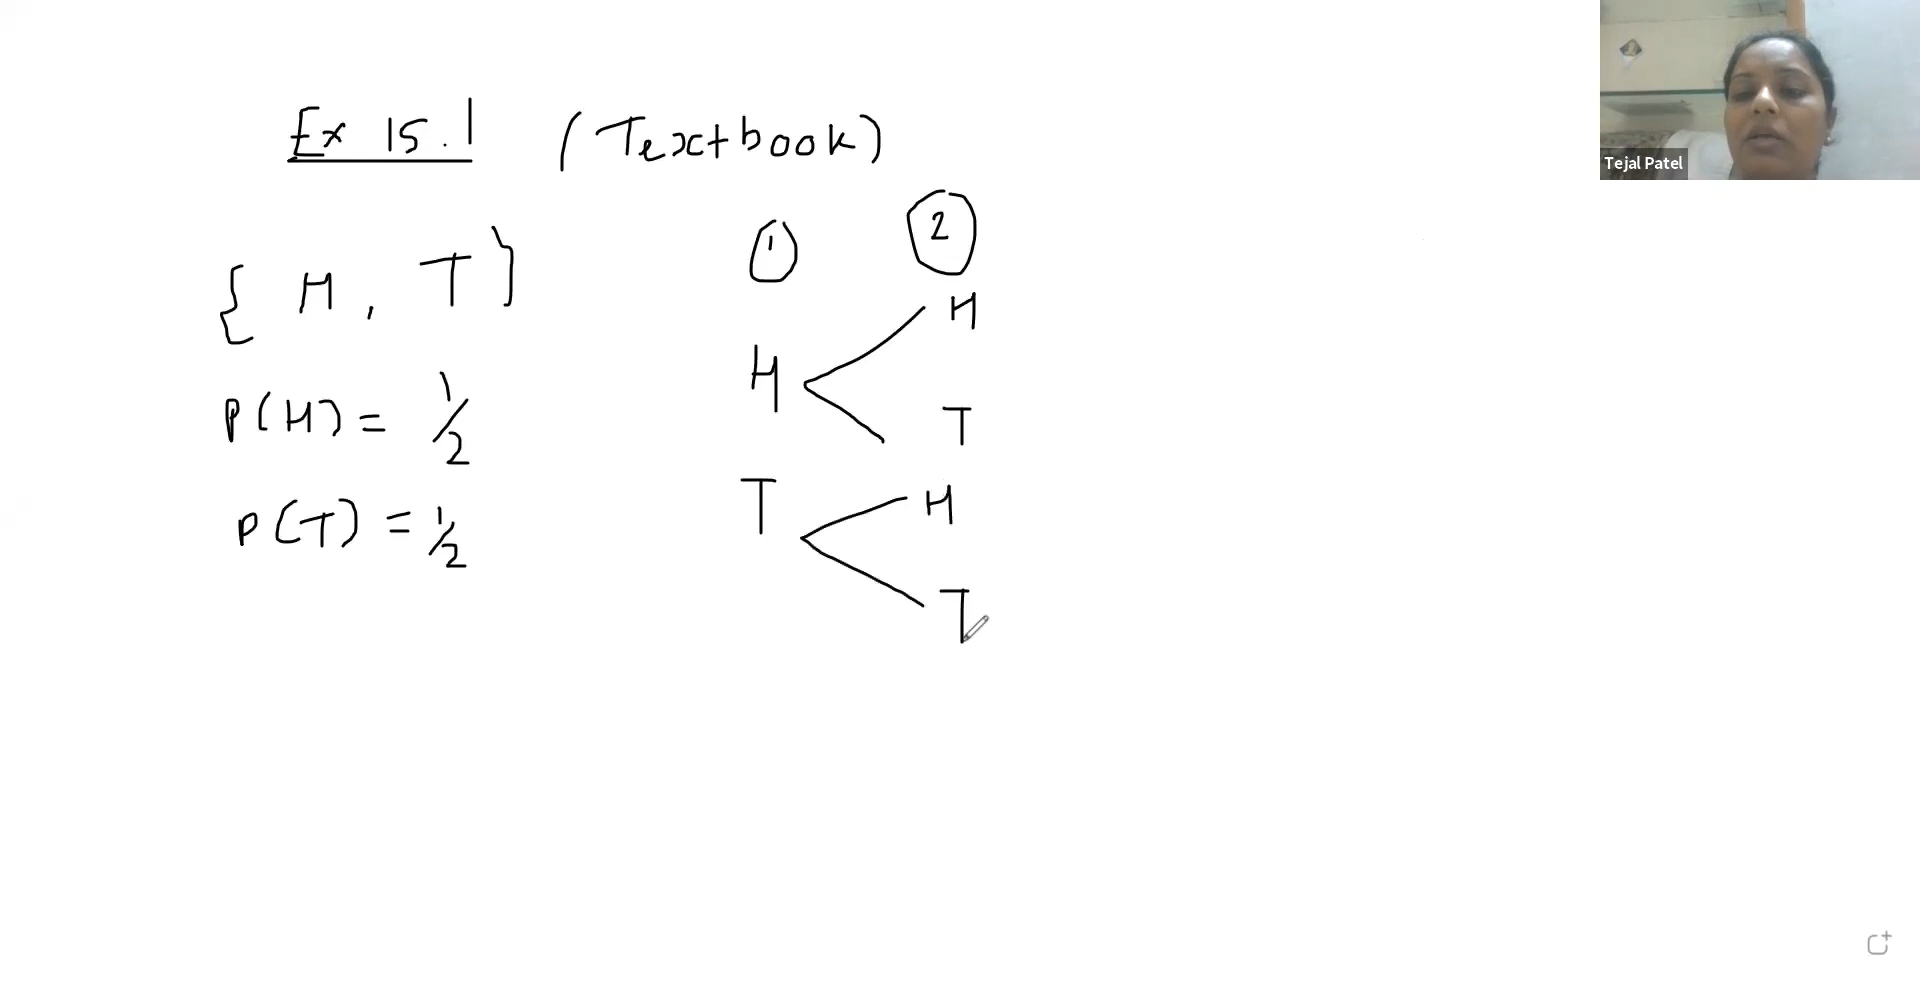 Ex 15.1 (Textbook)
{ H, T }
P(H) = 1/2
P(T) = 1/2
1 2
H
H
T
T
H
T
Tejal Patel